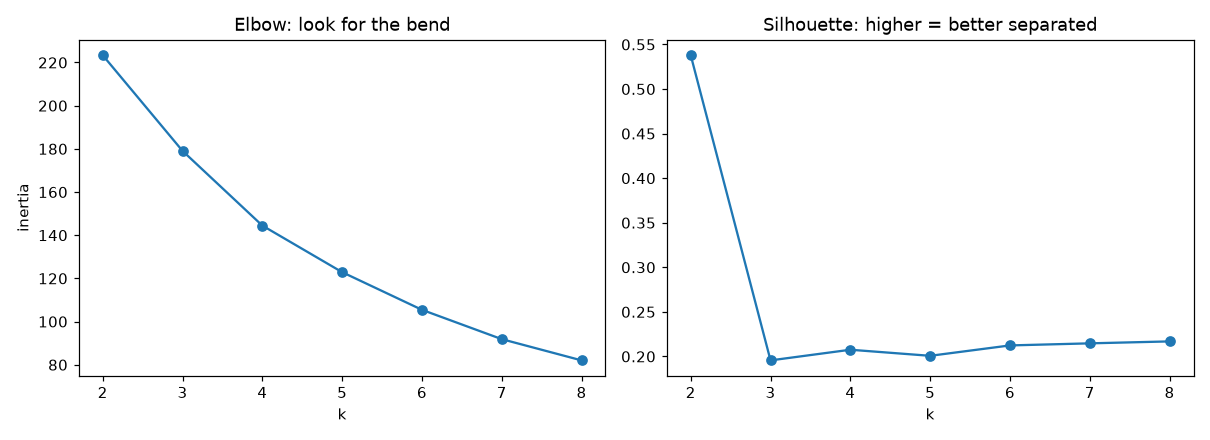 Elbow: look for the bend
220
200
180
160
140
120
100
80
inertia
2 3 4 5 6 7 8
k
Silhouette: higher = better separated
0.55
0.50
0.45
0.40
0.35
0.30
0.25
0.20
2 3 4 5 6 7 8
k